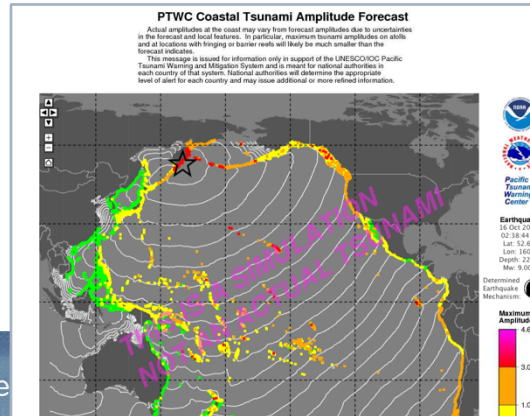 PTWC Coastal Tsunami Amplitude Forecast
Actual amplitudes at the coast may vary from forecast amplitudes due to uncertainties
in the forecast and local features. In particular, maximum tsunami amplitudes on atolls
and at locations with fringing or barrier reefs will likely be much smaller than the
forecast indicates.
This message is issued for information only in support of the UNESCO/IOC Pacific
Tsunami Warning and Mitigation System and is meant for national authorities in
each country of that system. National authorities will determine the appropriate
level of alert for each country and may issue additional or more refined information.
THIS IS A SIMULATION
NOT AN ACTUAL TSUNAMI
noaa
Pacific
Tsunam
Warning
Center
Earthqua
16 Oct 20
02:38:44
Lat: 52.6
Lon: 160
Depth: 22
Mw: 9.00
Determined
Earthquake
Mechanism:
Maximum
Amplitud
4.6
3.0
1.0
e